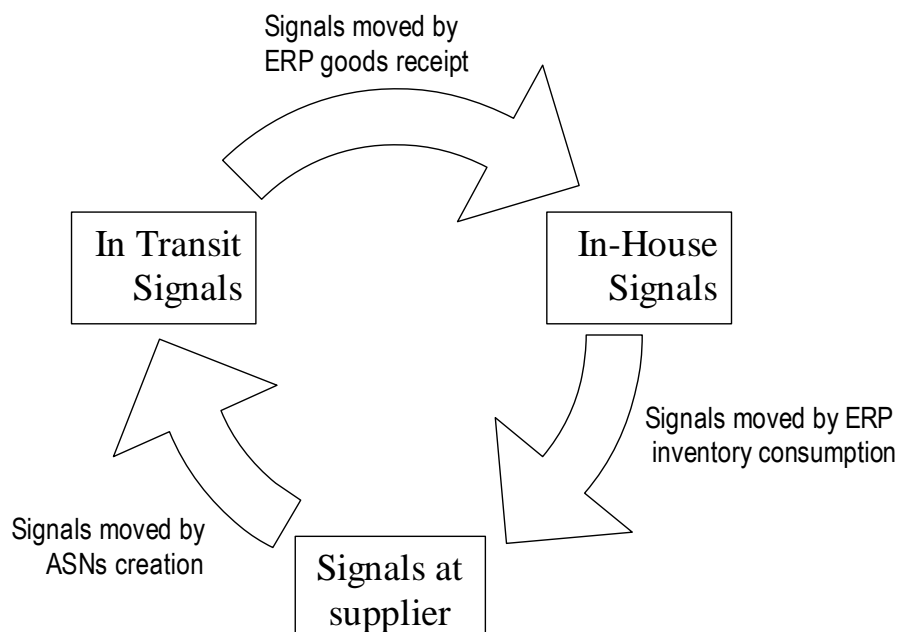 Signals moved by
ERP goods receipt
In Transit
Signals
In-House
Signals
Signals moved by ERP
inventory consumption
Signals moved by
ASNs creation
Signals at
supplier